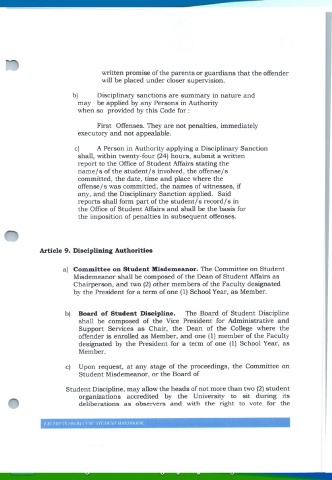 written promise of the parents or guardians that the offender
will be placed under closer supervision.
b) Disciplinary sanctions are summary in nature and
may be applied by any Persons in Authority
when so provided by this Code for :
First Offenses. They are not penalties, immediately
executory and not appealable.
c) A Person in Authority applying a Disciplinary Sanction
shall, within twenty-four (24) hours, submit a written
report to the Office of Student Affairs stating the
name/s of the student/s involved, the offense/s
committed, the date, time and place where the
offense/s was committed, the names of witnesses, if
any, and the Disciplinary Sanction applied. Said
reports shall form part of the student/s record/s in
the Office of Student Affairs and shall be the basis for
the imposition of penalties in subsequent offenses.
Article 9. Disciplining Authorities
a) Committee on Student Misdemeanor. The Committee on Student
Misdemeanor shall be composed of the Dean of Student Affairs as
Chairperson, and two (2) other members of the Faculty designated
by the President for a term of one (1) School Year, as Member.
b) Board of Student Discipline. The Board of Student Discipline
shall be composed of the Vice President for Administrative and
Support Services as Chair, the Dean of the College where the
offender is enrolled as Member, and one (1) member of the Faculty
designated by the President for a term of one (1) School Year, as
Member.
c) Upon request, at any stage of the proceedings, the Committee on
Student Misdemeanor, or the Board of
Student Discipline, may allow the heads of not more than two (2) student
organizations accredited by the University to sit during its
deliberations as observers and with the right to vote for the
STUDENT HANDBOOK